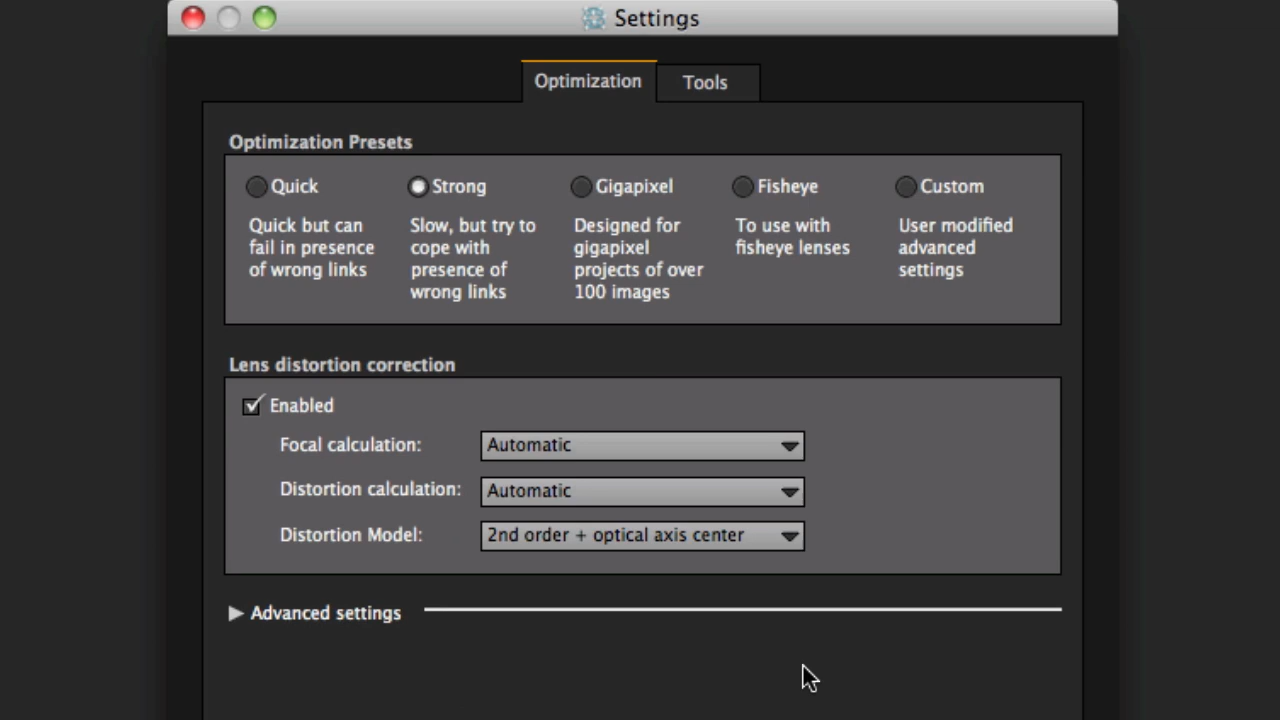 Settings
Optimization
Tools
Optimization Presets
Quick
Strong
Gigapixel
Fisheye
Custom
Quick but can
fail in presence
of wrong links
Slow, but try to
cope with
presence of
wrong links
Designed for
gigapixel
projects of over
100 images
To use with
fisheye lenses
User modified
advanced
settings
Lens distortion correction
Enabled
Focal calculation:
Automatic
Distortion calculation:
Automatic
Distortion Model:
2nd order + optical axis center
Advanced settings